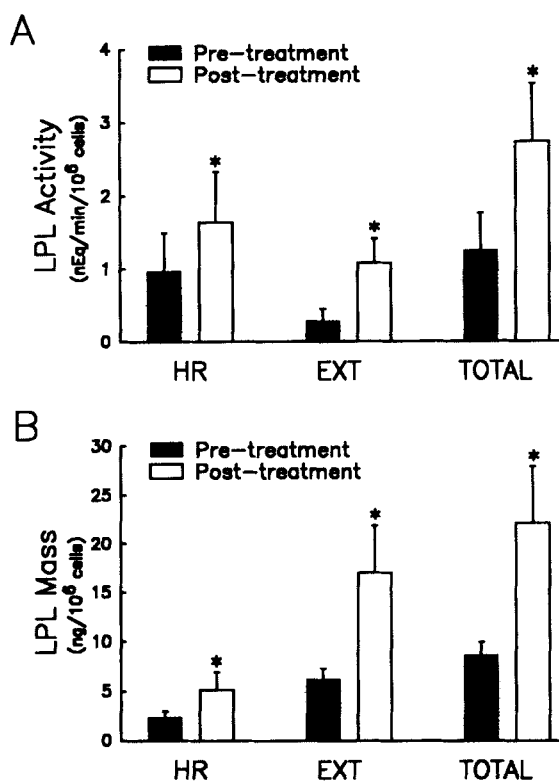 A
Pre-treatment
Post-treatment
LPL Activity
(nEq/min/10⁶ cells)
4
3
2
1
0
*
*
*
HR EXT TOTAL
B
Pre-treatment
Post-treatment
LPL Mass
(ng/10⁶ cells)
30
25
20
15
10
5
0
*
*
*
HR EXT TOTAL